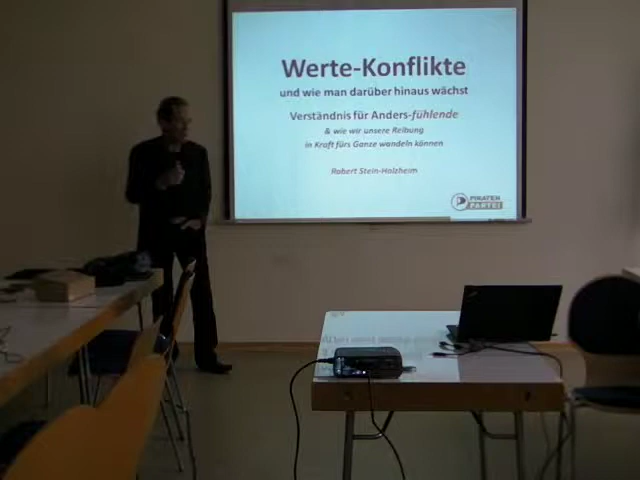 Werte-Konflikte
und wie man darüber hinaus wächst
Verständnis für Anders-fühlende
& wie wir unsere Reibung
in Kraft fürs Ganze wandeln können
Robert Stein-Holzheim
PIRATEN
PARTEI